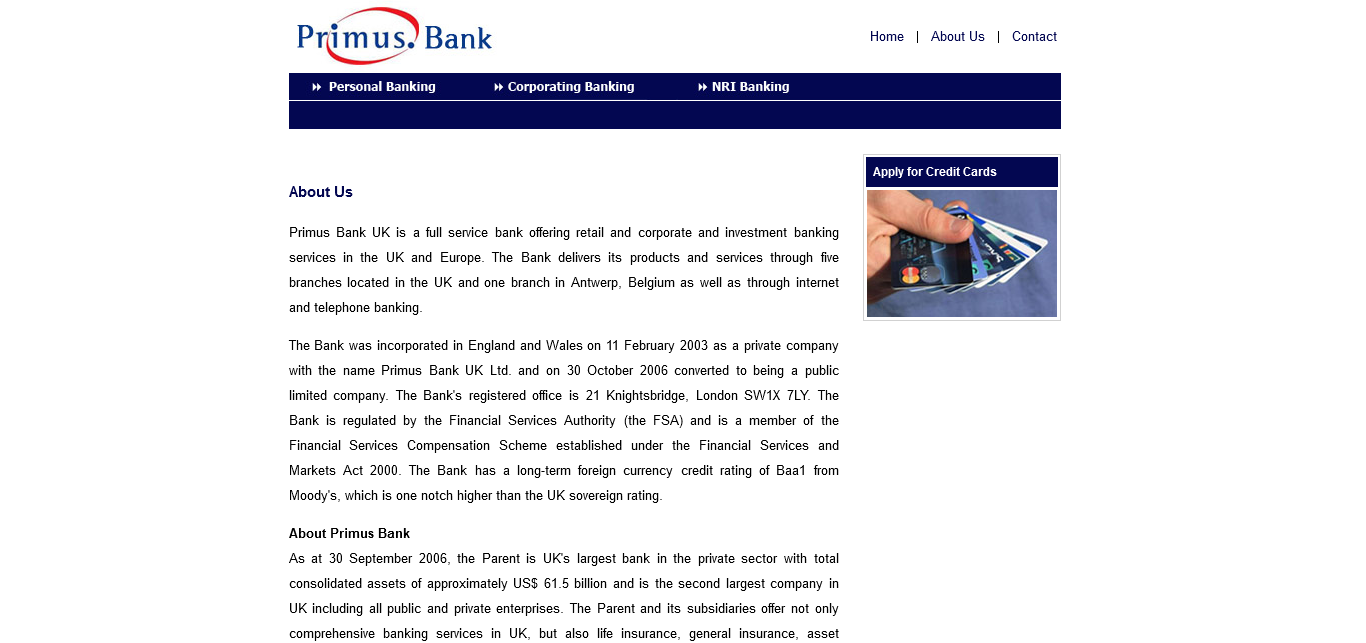 Primus. Bank
Home | About Us | Contact
Personal Banking
Corporating Banking
NRI Banking
Apply for Credit Cards
About Us
Primus Bank UK is a full service bank offering retail and corporate and investment banking
services in the UK and Europe. The Bank delivers its products and services through five
branches located in the UK and one branch in Antwerp, Belgium as well as through internet
and telephone banking.
The Bank was incorporated in England and Wales on 11 February 2003 as a private company
with the name Primus Bank UK Ltd. and on 30 October 2006 converted to being a public
limited company. The Bank's registered office is 21 Knightsbridge, London SW1X 7LY. The
Bank is regulated by the Financial Services Authority (the FSA) and is a member of the
Financial Services Compensation Scheme established under the Financial Services and
Markets Act 2000. The Bank has a long-term foreign currency credit rating of Baa1 from
Moody's, which is one notch higher than the UK sovereign rating.
About Primus Bank
As at 30 September 2006, the Parent is UK's largest bank in the private sector with total
consolidated assets of approximately US$ 61.5 billion and is the second largest company in
UK including all public and private enterprises. The Parent and its subsidiaries offer not only
comprehensive banking services in UK, but also life insurance, general insurance, asset